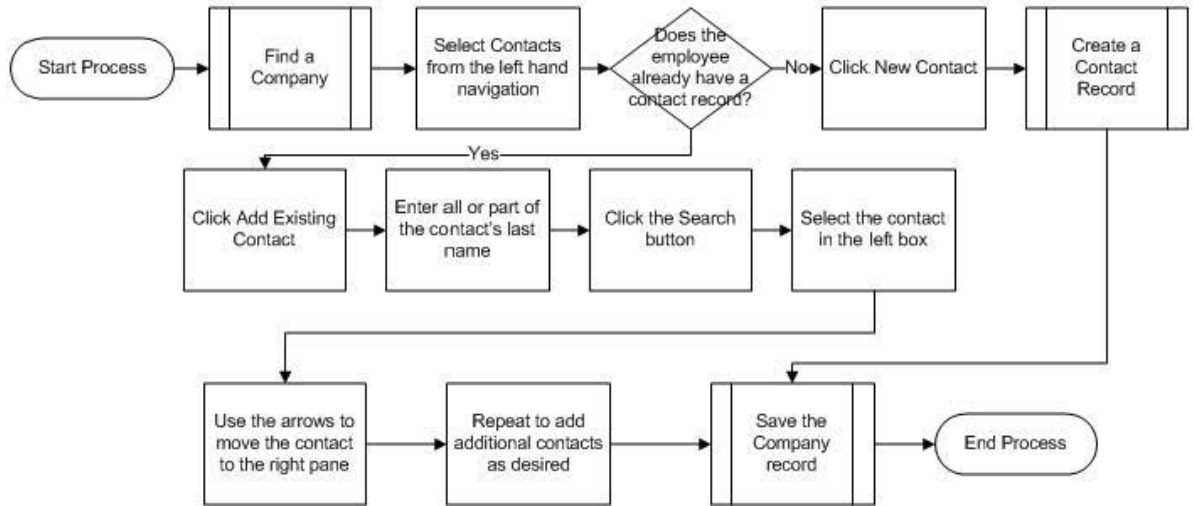 Start Process
Find a
Company
Select Contacts
from the left hand
navigation
Does the
employee
already have a
contact record?
No
Click New Contact
Create a
Contact
Record
Yes
Click Add Existing
Contact
Enter all or part of
the contact's last
name
Click the Search
button
Select the contact
in the left box
Use the arrows to
move the contact
to the right pane
Repeat to add
additional contacts
as desired
Save the
Company
record
End Process